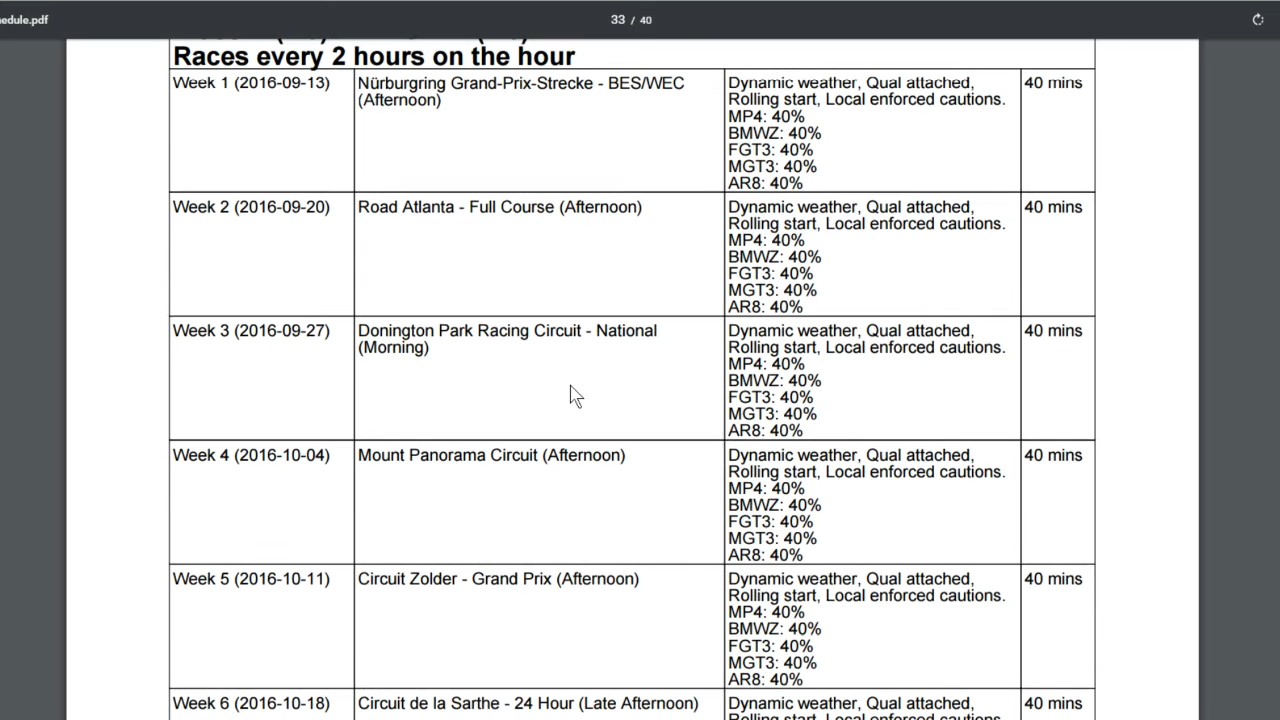 edule.pdf
33 / 40
Races every 2 hours on the hour
Week 1 (2016-09-13)
Nürburgring Grand-Prix-Strecke - BES/WEC
(Afternoon)
Dynamic weather, Qual attached,
Rolling start, Local enforced cautions.
MP4: 40%
BMWZ: 40%
FGT3: 40%
MGT3: 40%
AR8: 40%
40 mins
Week 2 (2016-09-20)
Road Atlanta - Full Course (Afternoon)
Dynamic weather, Qual attached,
Rolling start, Local enforced cautions.
MP4: 40%
BMWZ: 40%
FGT3: 40%
MGT3: 40%
AR8: 40%
40 mins
Week 3 (2016-09-27)
Donington Park Racing Circuit - National
(Morning)
Dynamic weather, Qual attached,
Rolling start, Local enforced cautions.
MP4: 40%
BMWZ: 40%
FGT3: 40%
MGT3: 40%
AR8: 40%
40 mins
Week 4 (2016-10-04)
Mount Panorama Circuit (Afternoon)
Dynamic weather, Qual attached,
Rolling start, Local enforced cautions.
MP4: 40%
BMWZ: 40%
FGT3: 40%
MGT3: 40%
AR8: 40%
40 mins
Week 5 (2016-10-11)
Circuit Zolder - Grand Prix (Afternoon)
Dynamic weather, Qual attached,
Rolling start, Local enforced cautions.
MP4: 40%
BMWZ: 40%
FGT3: 40%
MGT3: 40%
AR8: 40%
40 mins
Week 6 (2016-10-18)
Circuit de la Sarthe - 24 Hour (Late Afternoon)
Dynamic weather, Qual attached,
Rolling start, Local enforced cautions.
40 mins